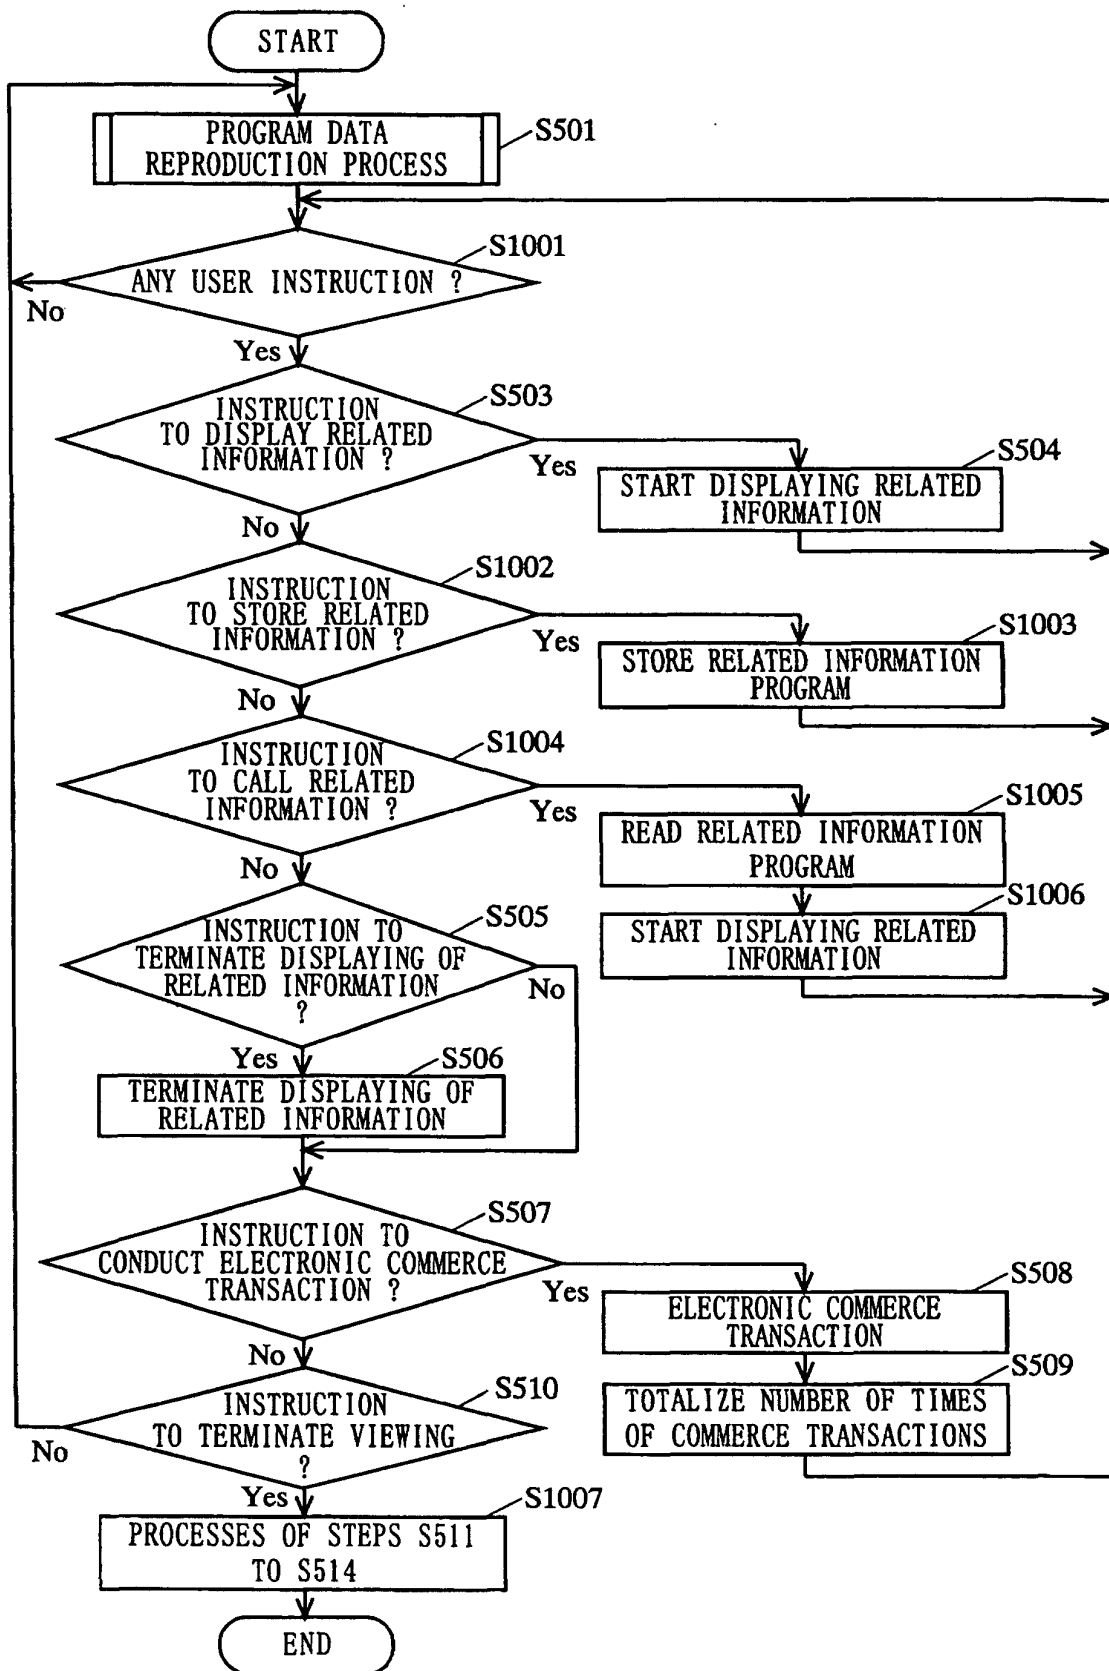 START
PROGRAM DATA
REPRODUCTION PROCESS
S501
S1001
ANY USER INSTRUCTION ?
No
Yes
S503
INSTRUCTION
TO DISPLAY RELATED
INFORMATION ?
Yes
S504
START DISPLAYING RELATED
INFORMATION
No
S1002
INSTRUCTION
TO STORE RELATED
INFORMATION ?
Yes
S1003
STORE RELATED INFORMATION
PROGRAM
No
S1004
INSTRUCTION
TO CALL RELATED
INFORMATION ?
Yes
S1005
READ RELATED INFORMATION
PROGRAM
S1006
START DISPLAYING RELATED
INFORMATION
No
S505
INSTRUCTION TO
TERMINATE DISPLAYING OF
RELATED INFORMATION
?
No
Yes
S506
TERMINATE DISPLAYING OF
RELATED INFORMATION
S507
INSTRUCTION TO
CONDUCT ELECTRONIC COMMERCE
TRANSACTION ?
Yes
S508
ELECTRONIC COMMERCE
TRANSACTION
S509
TOTALIZE NUMBER OF TIMES
OF COMMERCE TRANSACTIONS
No
S510
INSTRUCTION
TO TERMINATE VIEWING
?
No
Yes
S1007
PROCESSES OF STEPS S511
TO S514
END